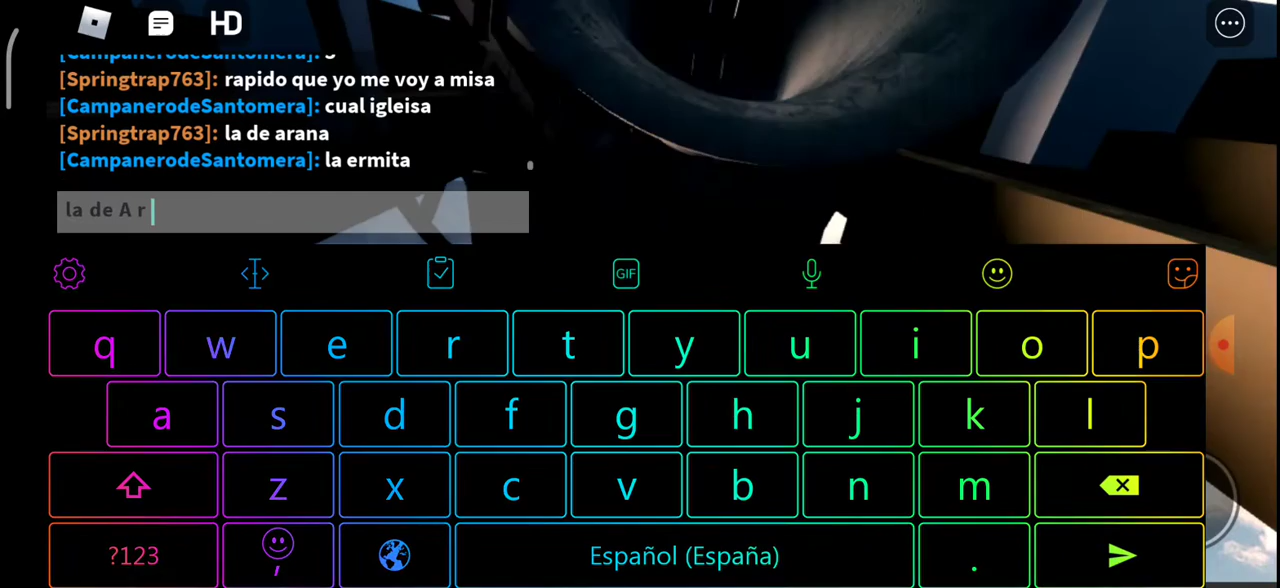 HD
[CampanerodeSantomera]: s
[Springtrap763]: rapido que yo me voy a misa
[CampanerodeSantomera]: cual igleisa
[Springtrap763]: la de arana
[CampanerodeSantomera]: la ermita
la de A r
GIF
q w e r t y u i o p
a s d f g h j k l
z x c v b n m
?123 , Español (España) .